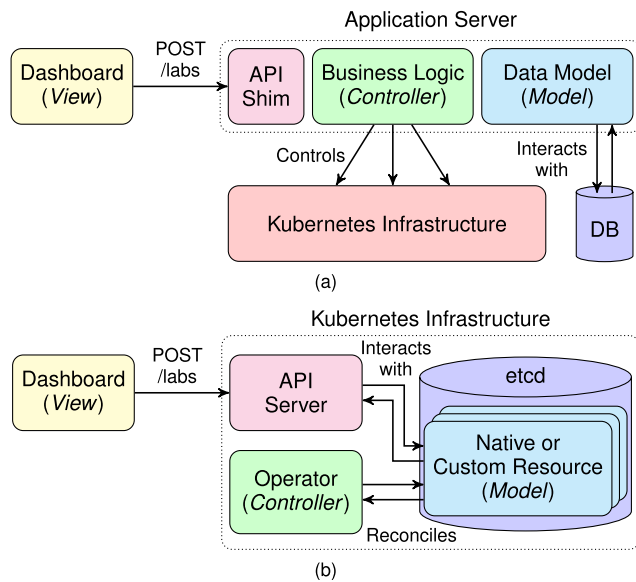 Application Server
POST
/labs
Dashboard
(View)
API
Shim
Business Logic
(Controller)
Data Model
(Model)
Controls
Interacts
with
Kubernetes Infrastructure
DB
(a)
Kubernetes Infrastructure
POST
/labs
Interacts
with
Dashboard
(View)
API
Server
etcd
Native or
Custom Resource
(Model)
Operator
(Controller)
Reconciles
(b)